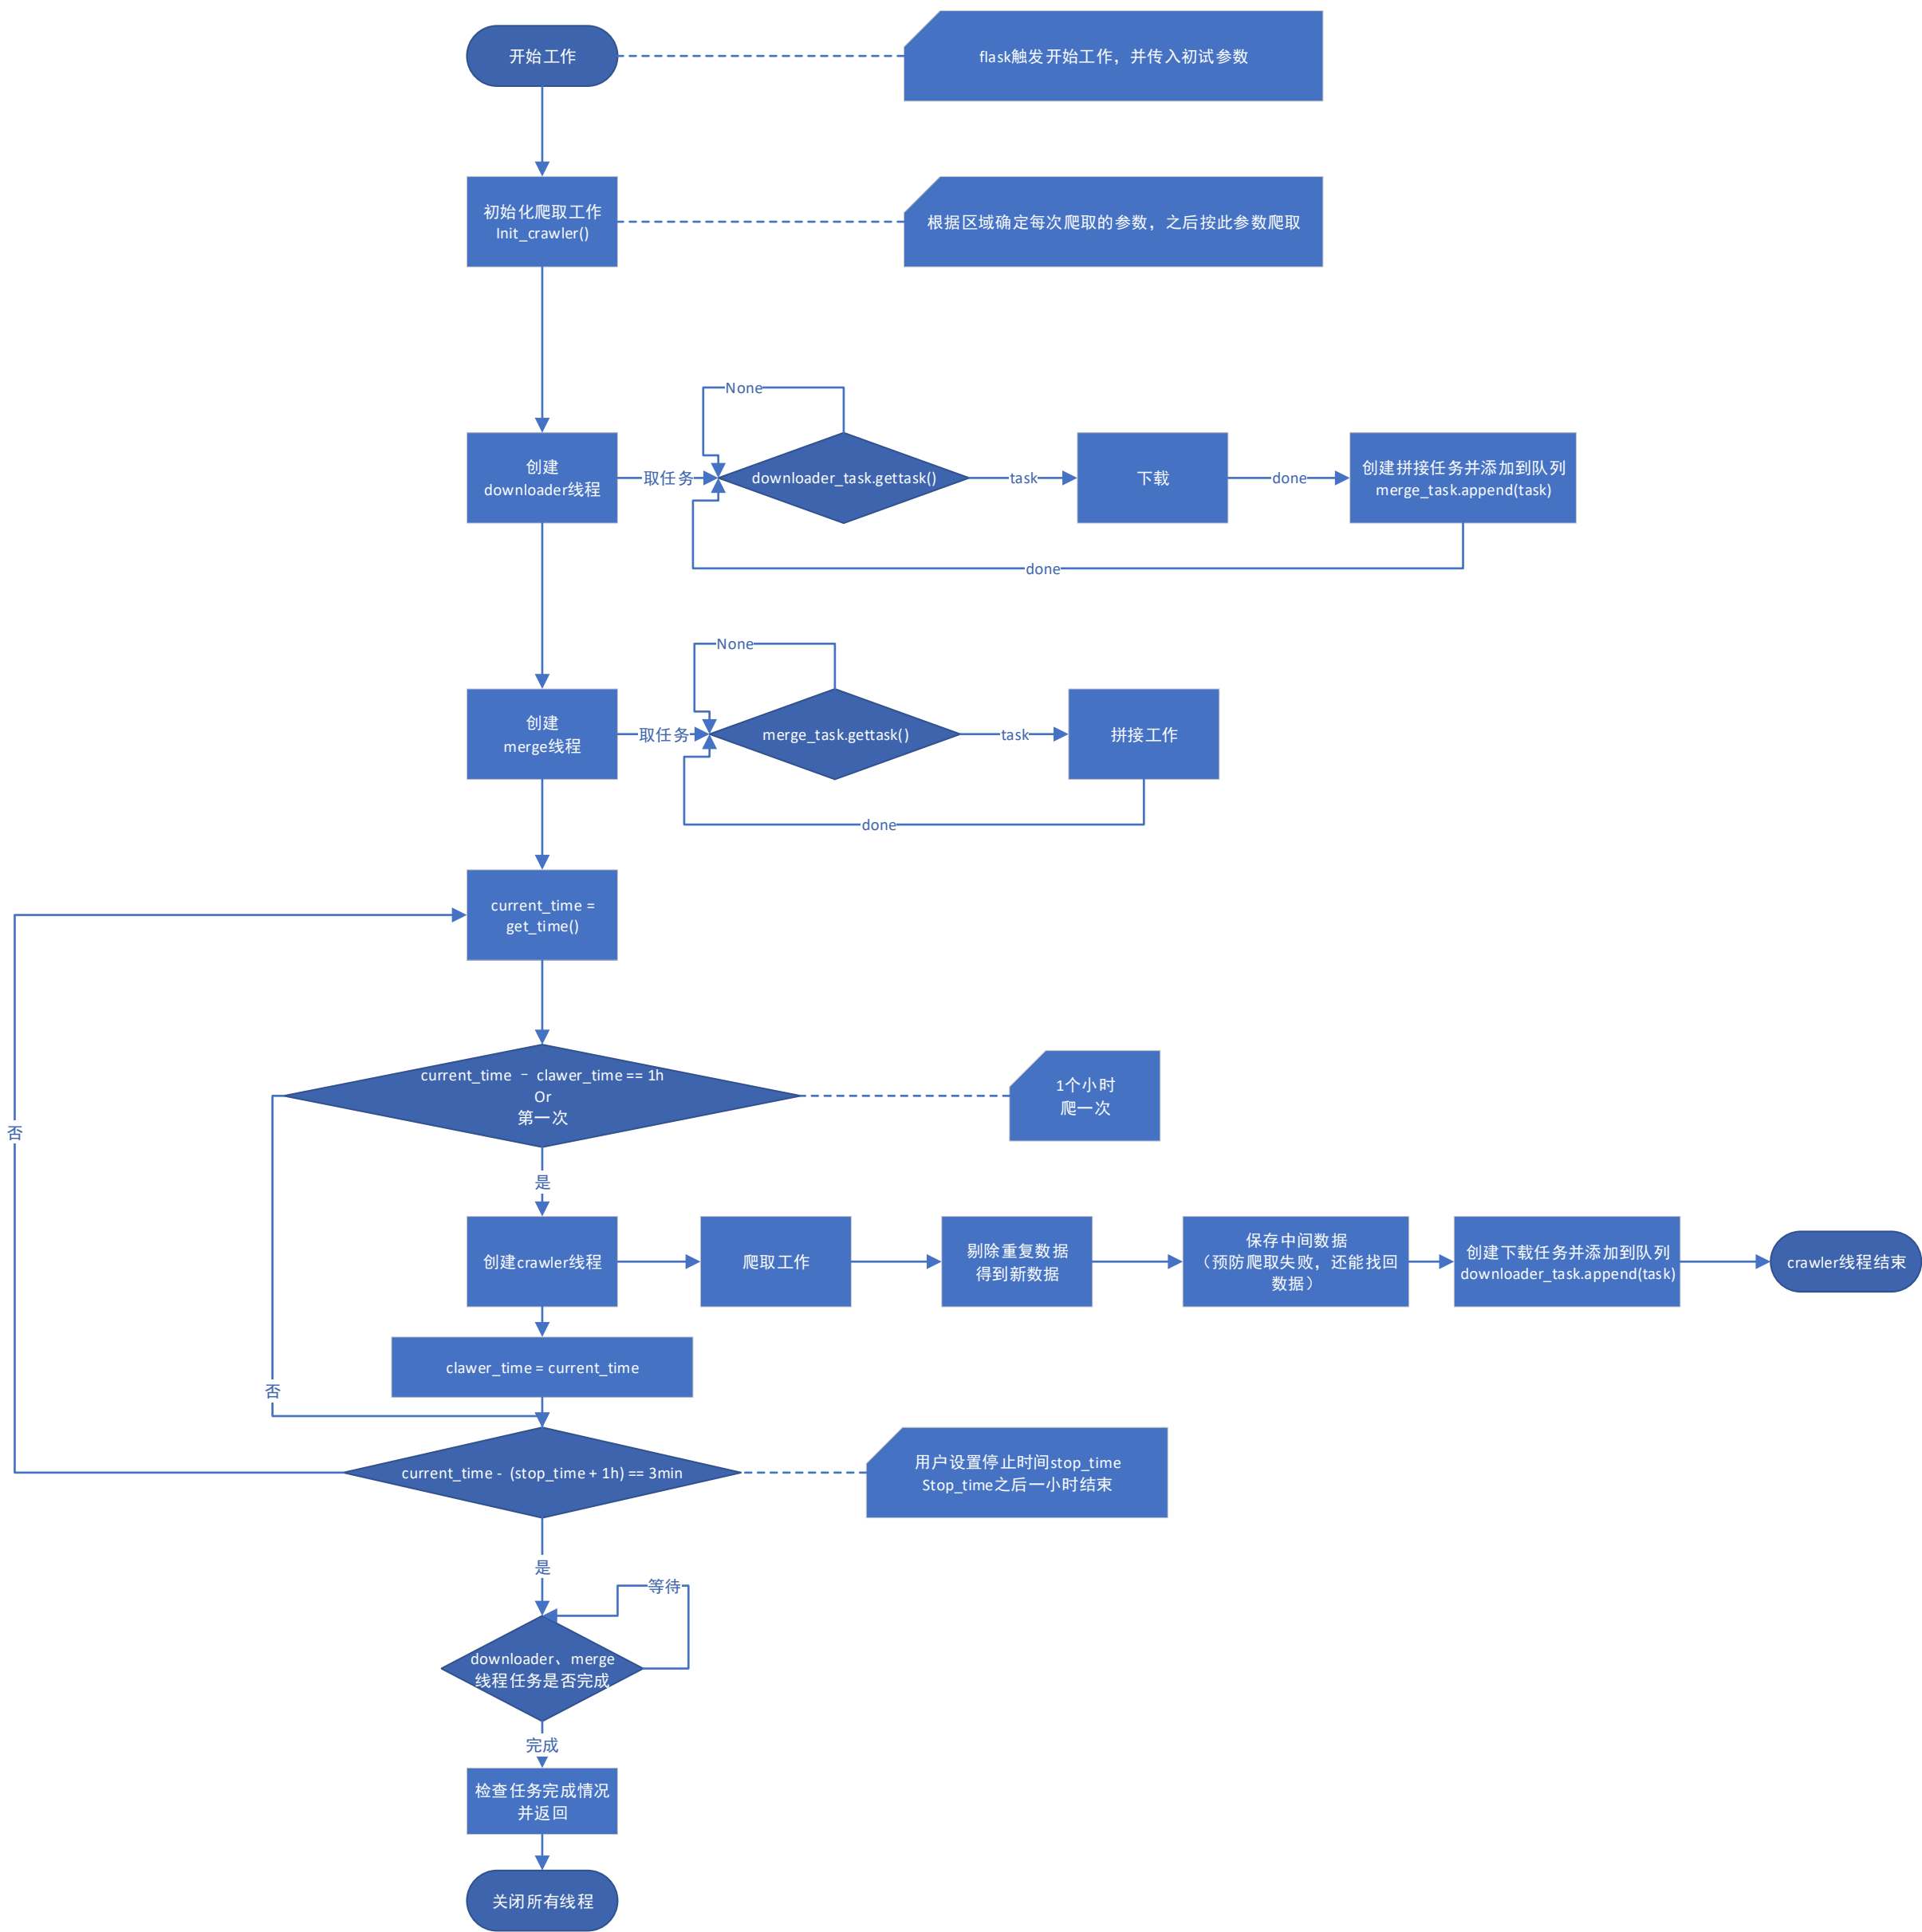 开始工作
flask触发开始工作，并传入初试参数
初始化爬取工作
Init_crawler()
根据区域确定每次爬取的参数，之后按此参数爬取
None
创建
downloader线程
取任务
downloader_task.gettask()
task
下载
done
创建拼接任务并添加到队列
merge_task.append(task)
done
None
创建
merge线程
取任务
merge_task.gettask()
task
拼接工作
done
current_time =
get_time()
current_time – clawer_time == 1h
Or
第一次
1个小时
爬一次
否
是
创建crawler线程
爬取工作
剔除重复数据
得到新数据
保存中间数据
（预防爬取失败，还能找回
数据）
创建下载任务并添加到队列
downloader_task.append(task)
crawler线程结束
clawer_time = current_time
否
current_time - (stop_time + 1h) == 3min
用户设置停止时间stop_time
Stop_time之后一小时结束
是
等待
downloader、merge
线程任务是否完成
完成
检查任务完成情况
并返回
关闭所有线程